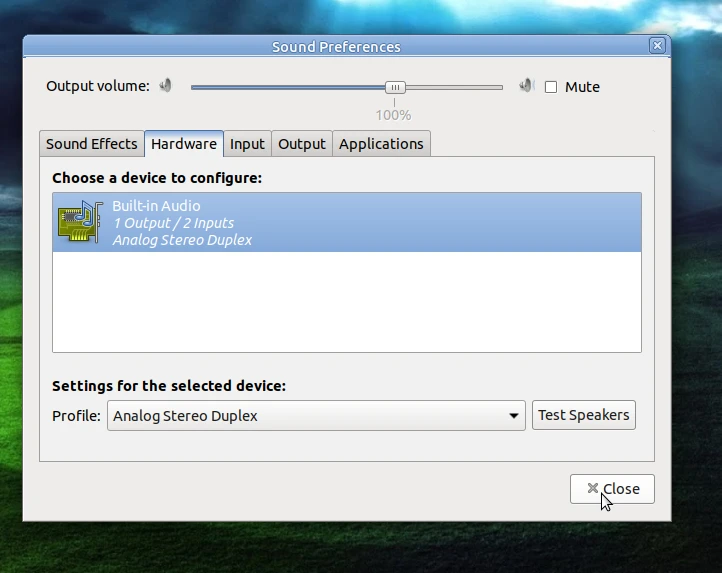 Sound Preferences
Output volume:
Mute
100%
Sound Effects
Hardware
Input
Output
Applications
Choose a device to configure:
Built-in Audio
1 Output / 2 Inputs
Analog Stereo Duplex
Settings for the selected device:
Profile:
Analog Stereo Duplex
Test Speakers
Close